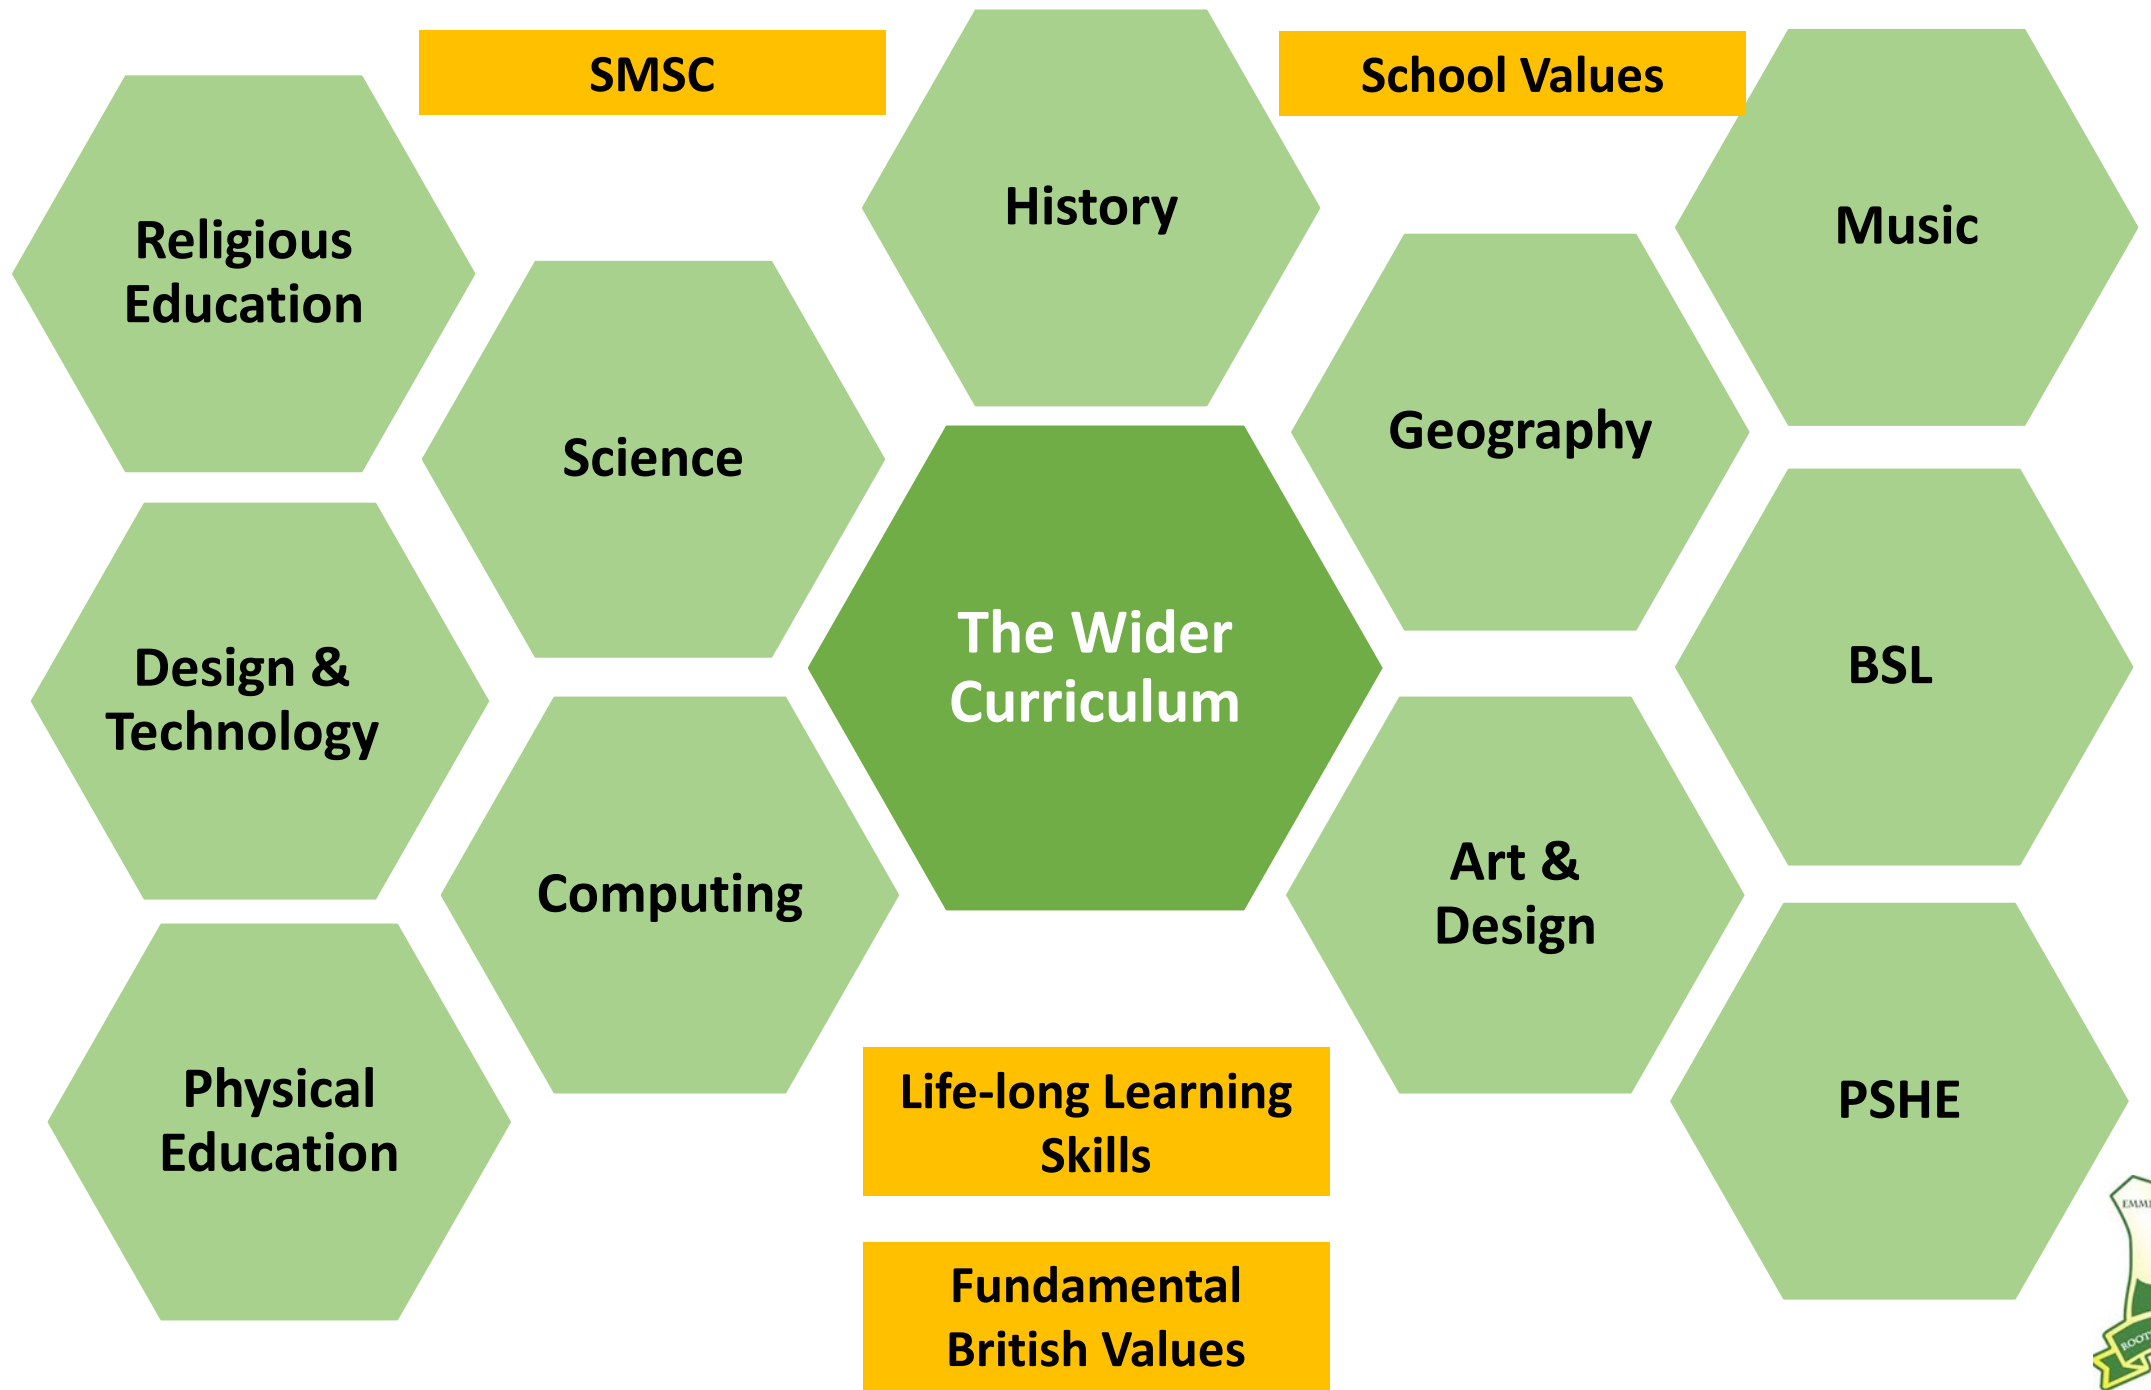 SMSC
School Values
History
Music
Religious
Education
Science
Geography
The Wider
Curriculum
Design &
Technology
BSL
Computing
Art &
Design
Physical
Education
Life-long Learning
Skills
PSHE
Fundamental
British Values